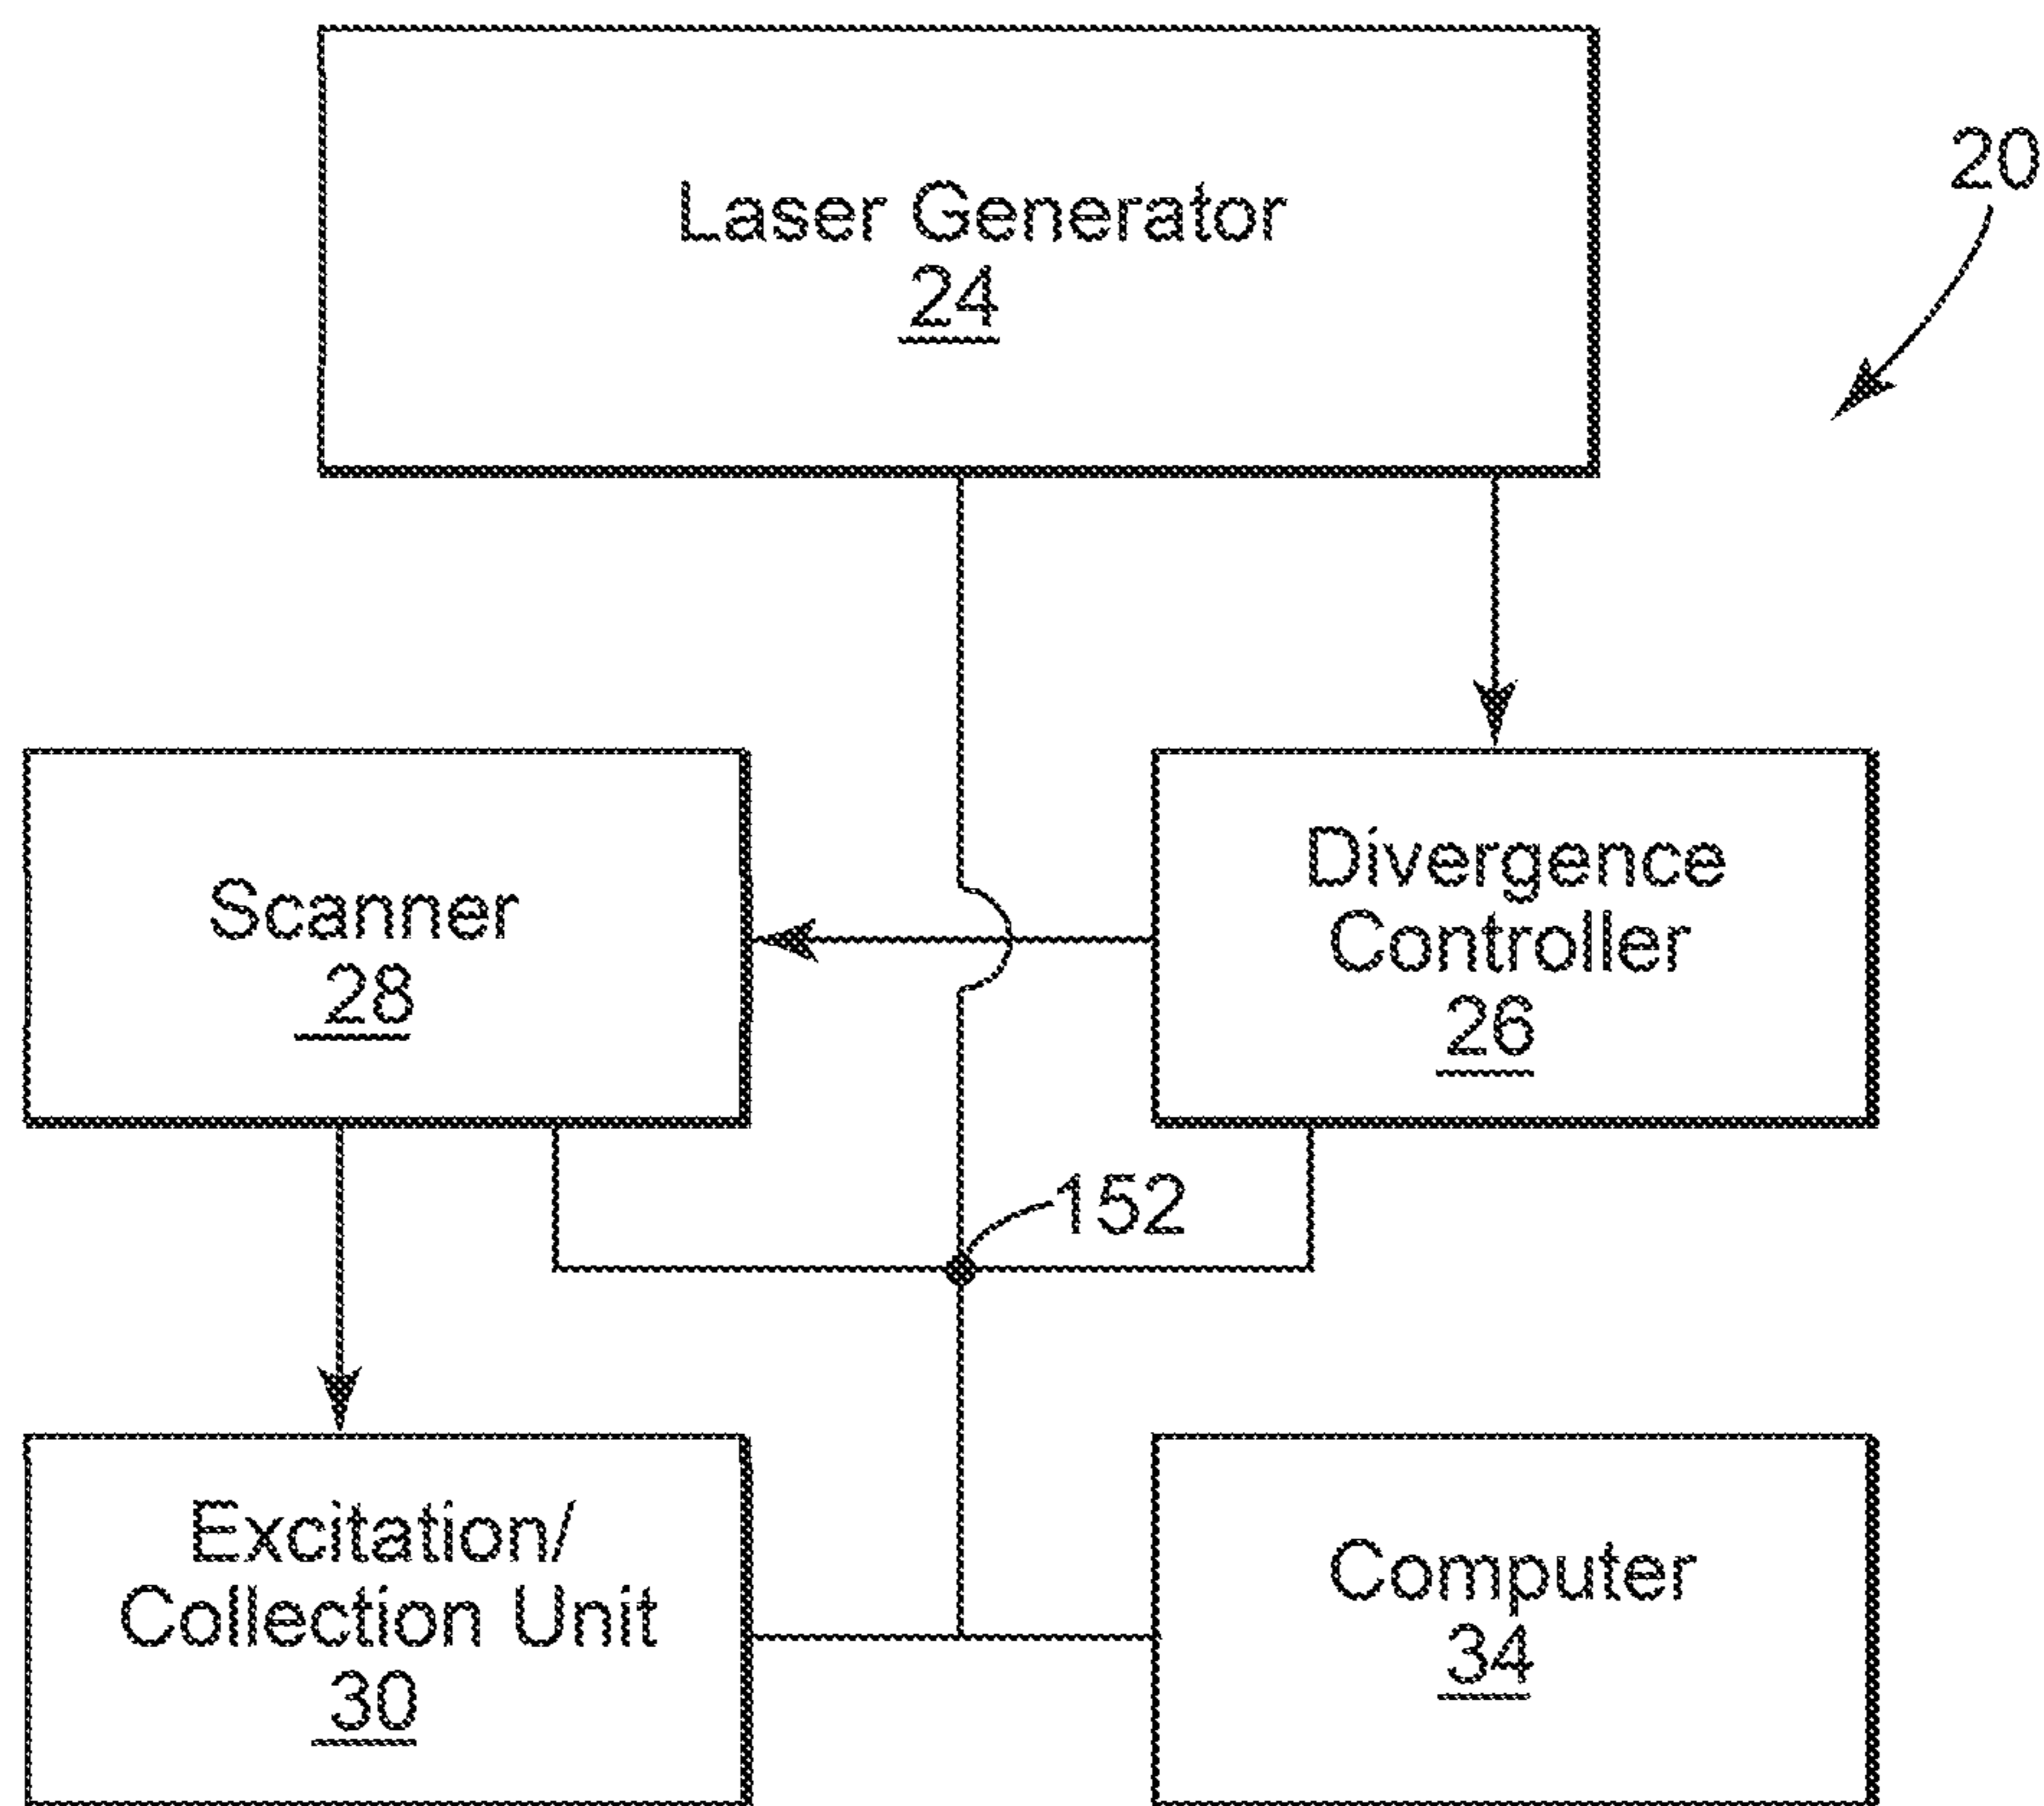 Laser Generator
24
20
Scanner
28
Divergence
Controller
26
152
Excitation/
Collection Unit
30
Computer
34